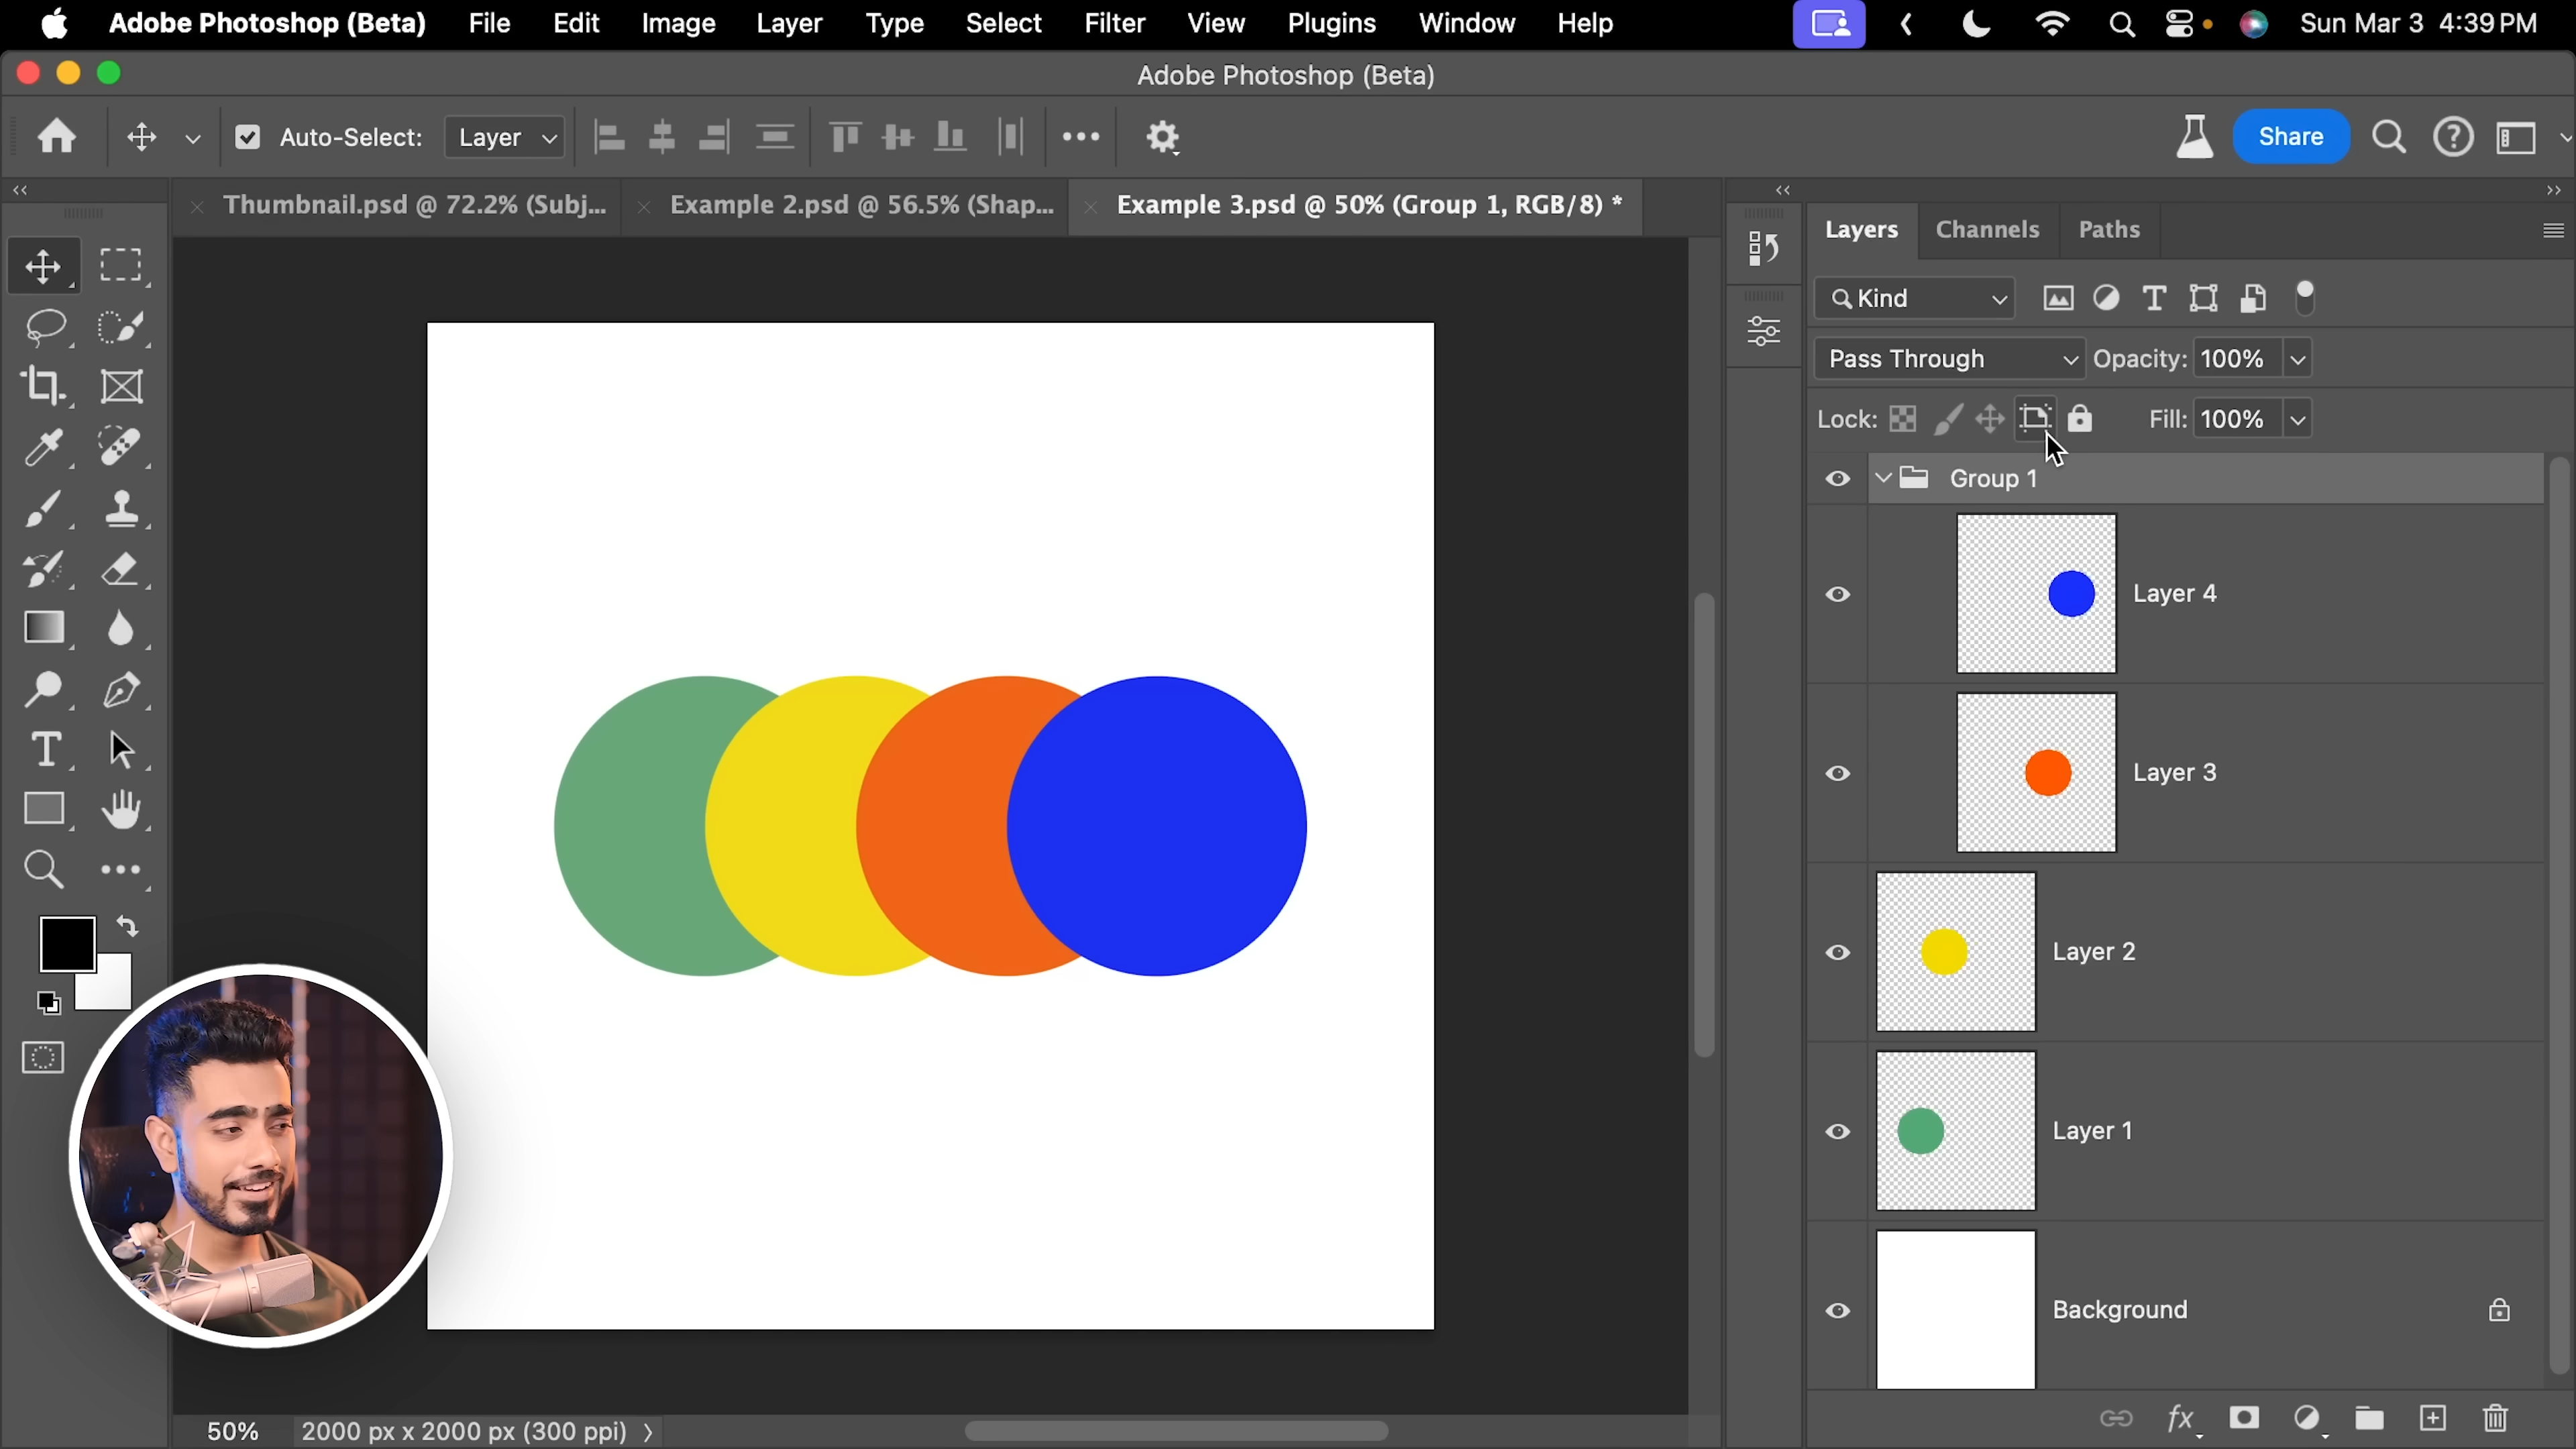 Adobe Photoshop (Beta) File Edit Image Layer Type Select Filter View Plugins Window Help Sun Mar 3 4:39 PM
Adobe Photoshop (Beta)
Auto-Select: Layer Share
Thumbnail.psd @ 72.2% (Subj... Example 2.psd @ 56.5% (Shap... Example 3.psd @ 50% (Group 1, RGB/8) *
Layers Channels Paths
Kind
Pass Through Opacity: 100%
Lock: Fill: 100%
Group 1
Layer 4
Layer 3
Layer 2
Layer 1
Background
50% 2000 px x 2000 px (300 ppi)
fx